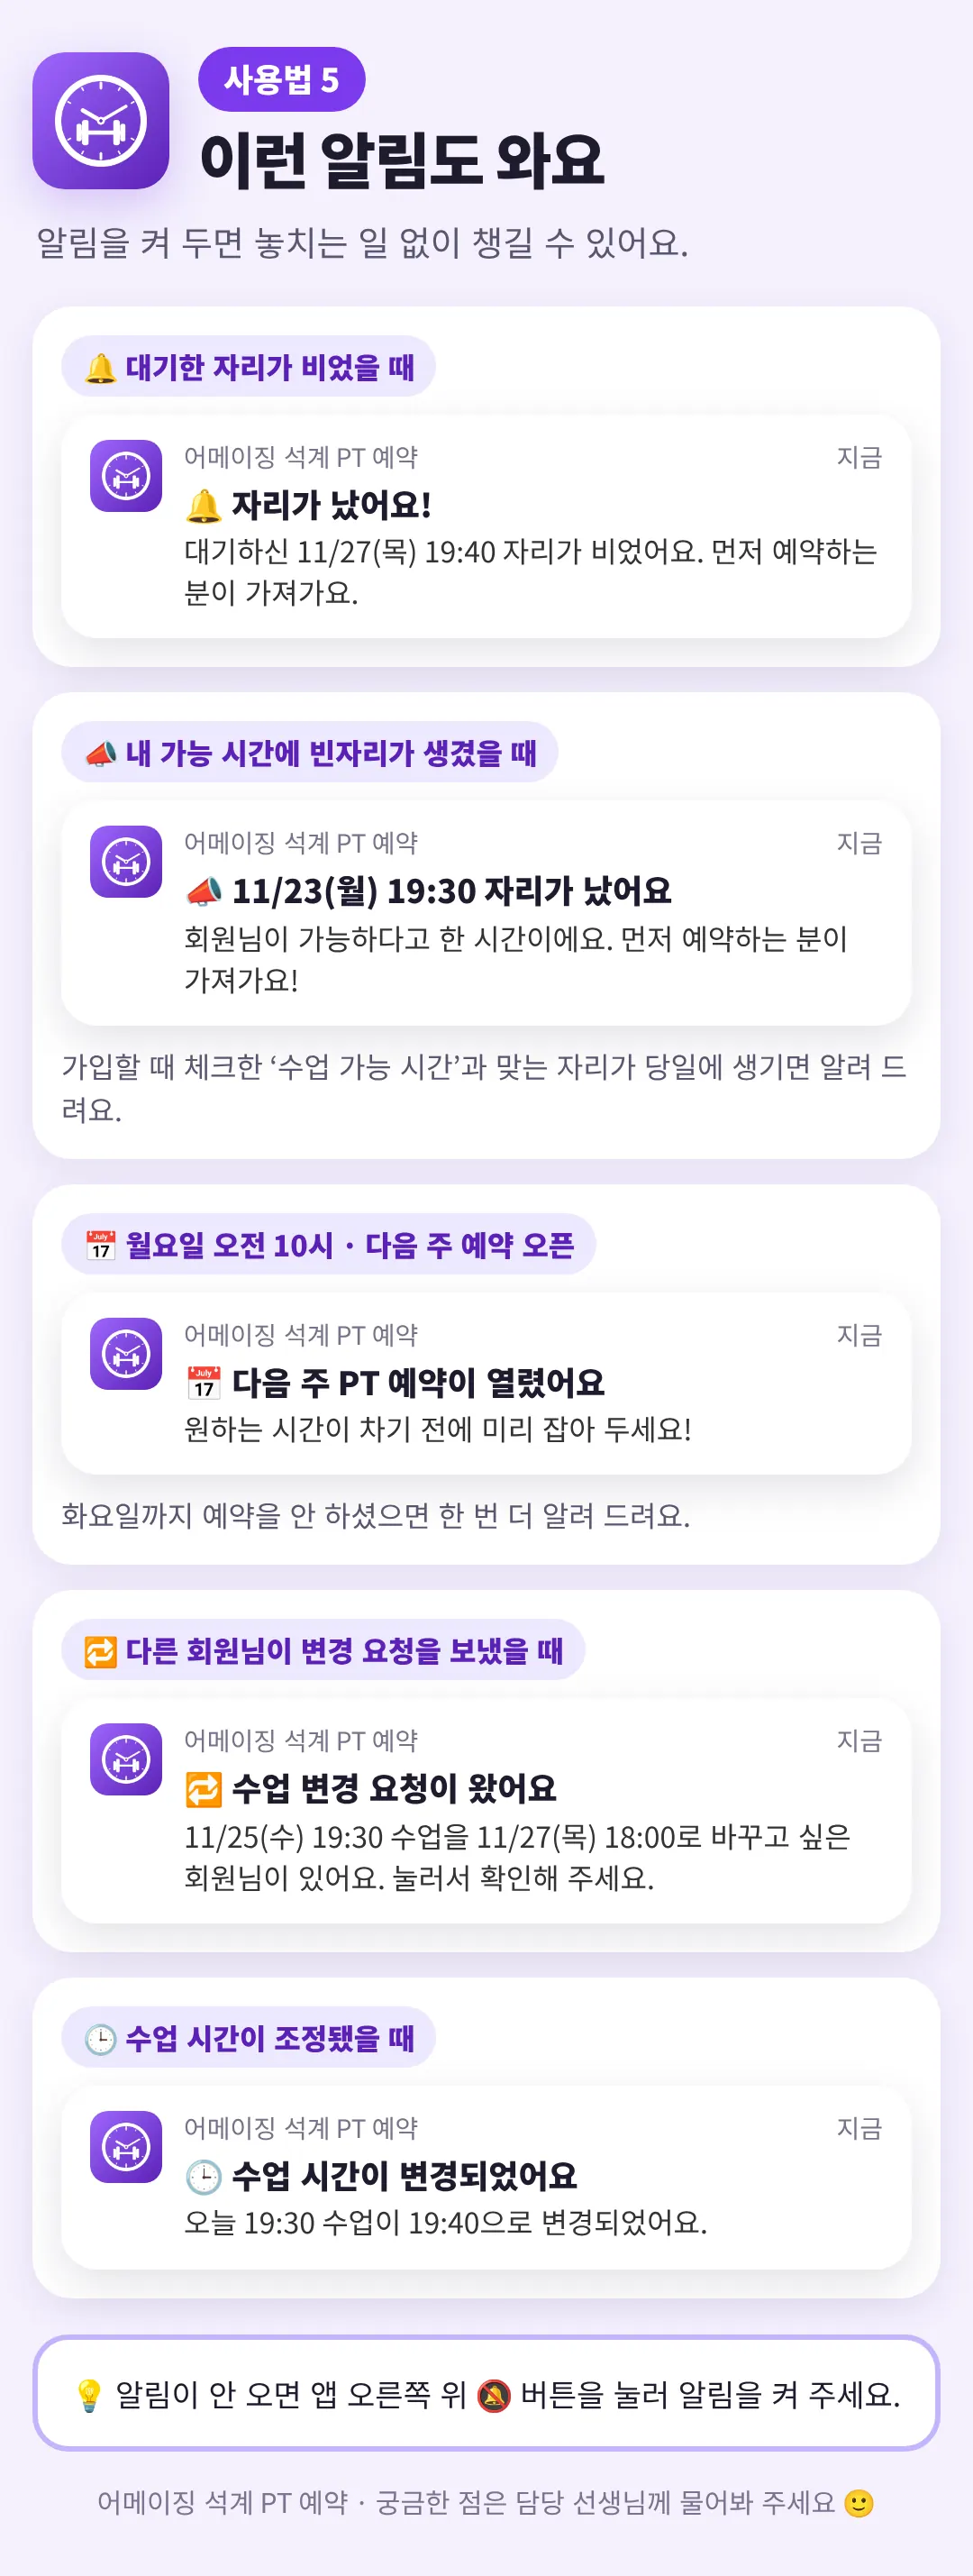 사용법 5
이런 알림도 와요
알림을 켜 두면 놓치는 일 없이 챙길 수 있어요.
🔔 대기한 자리가 비었을 때
어메이징 석계 PT 예약 지금
🔔 자리가 났어요!
대기하신 11/27(목) 19:40 자리가 비었어요. 먼저 예약하는
분이 가져가요.
📣 내 가능 시간에 빈자리가 생겼을 때
어메이징 석계 PT 예약 지금
📣 11/23(월) 19:30 자리가 났어요
회원님이 가능하다고 한 시간이에요. 먼저 예약하는 분이
가져가요!
가입할 때 체크한 ‘수업 가능 시간’과 맞는 자리가 당일에 생기면 알려 드
려요.
📅 월요일 오전 10시 · 다음 주 예약 오픈
어메이징 석계 PT 예약 지금
📅 다음 주 PT 예약이 열렸어요
원하는 시간이 차기 전에 미리 잡아 두세요!
화요일까지 예약을 안 하셨으면 한 번 더 알려 드려요.
🔁 다른 회원님이 변경 요청을 보냈을 때
어메이징 석계 PT 예약 지금
🔁 수업 변경 요청이 왔어요
11/25(수) 19:30 수업을 11/27(목) 18:00로 바꾸고 싶은
회원님이 있어요. 눌러서 확인해 주세요.
🕒 수업 시간이 조정됐을 때
어메이징 석계 PT 예약 지금
🕒 수업 시간이 변경되었어요
오늘 19:30 수업이 19:40으로 변경되었어요.
💡 알림이 안 오면 앱 오른쪽 위 🔕 버튼을 눌러 알림을 켜 주세요.
어메이징 석계 PT 예약 · 궁금한 점은 담당 선생님께 물어봐 주세요 🙂